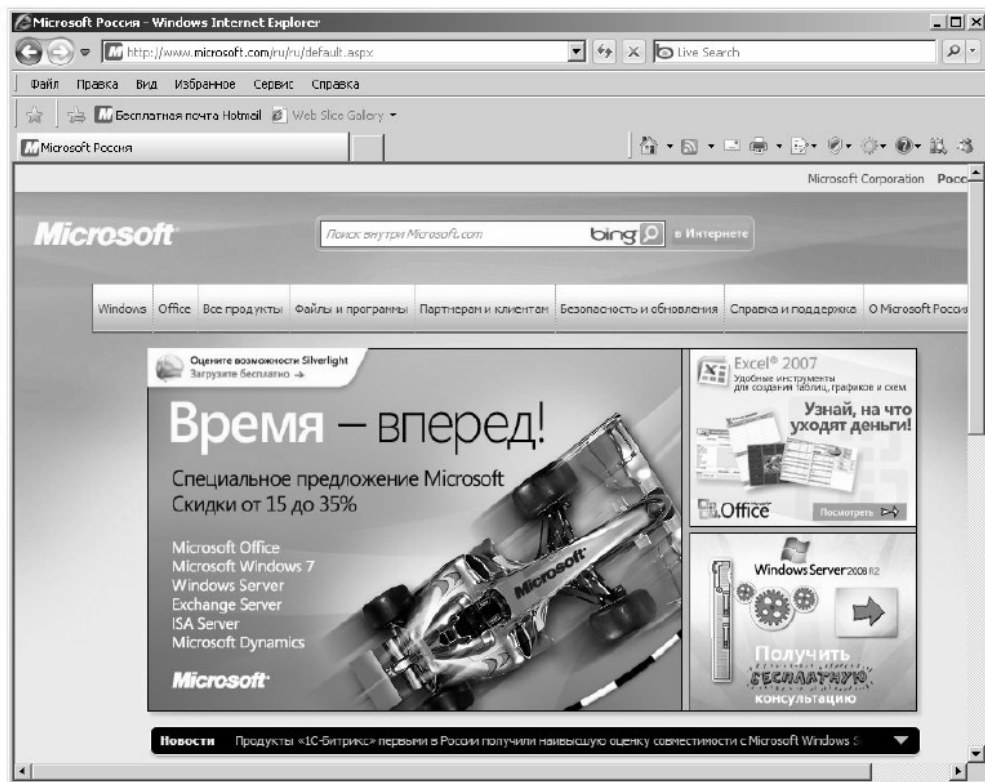 Микрософт Россия - Windows Internet Explorer
http://www.microsoft.com/ru/ru/default.aspx
Live Search
Файл Правка Вид Избранное Сервис Справка
Бесплатная почта Hotmail Web Slice Gallery
Микрософт Россия
Microsoft Corporation Росс
Microsoft
Поиск внутри Microsoft.com bing в Интернете
Windows Office Все продукты Файлы и программы Партнерам и клиентам Безопасность и обновления Справка и поддержка О Microsoft Россия
Оцените возможности Silverlight
Загрузите бесплатно →
Время – вперед!
Специальное предложение Microsoft
Скидки от 15 до 35%
Microsoft Office
Microsoft Windows 7
Windows Server
Exchange Server
ISA Server
Microsoft Dynamics
Microsoft
Microsoft
Excel® 2007
Удобные инструменты
для создания таблиц, графиков и схем.
Узнай, на что
уходят деньги!
Office
Посмотреть
Windows Server 2008 R2
Получить
БЕСПЛАТНУЮ
консультацию
Новости Продукты «1С-Битрикс» первыми в России получили наивысшую оценку совместимости с Microsoft Windows S